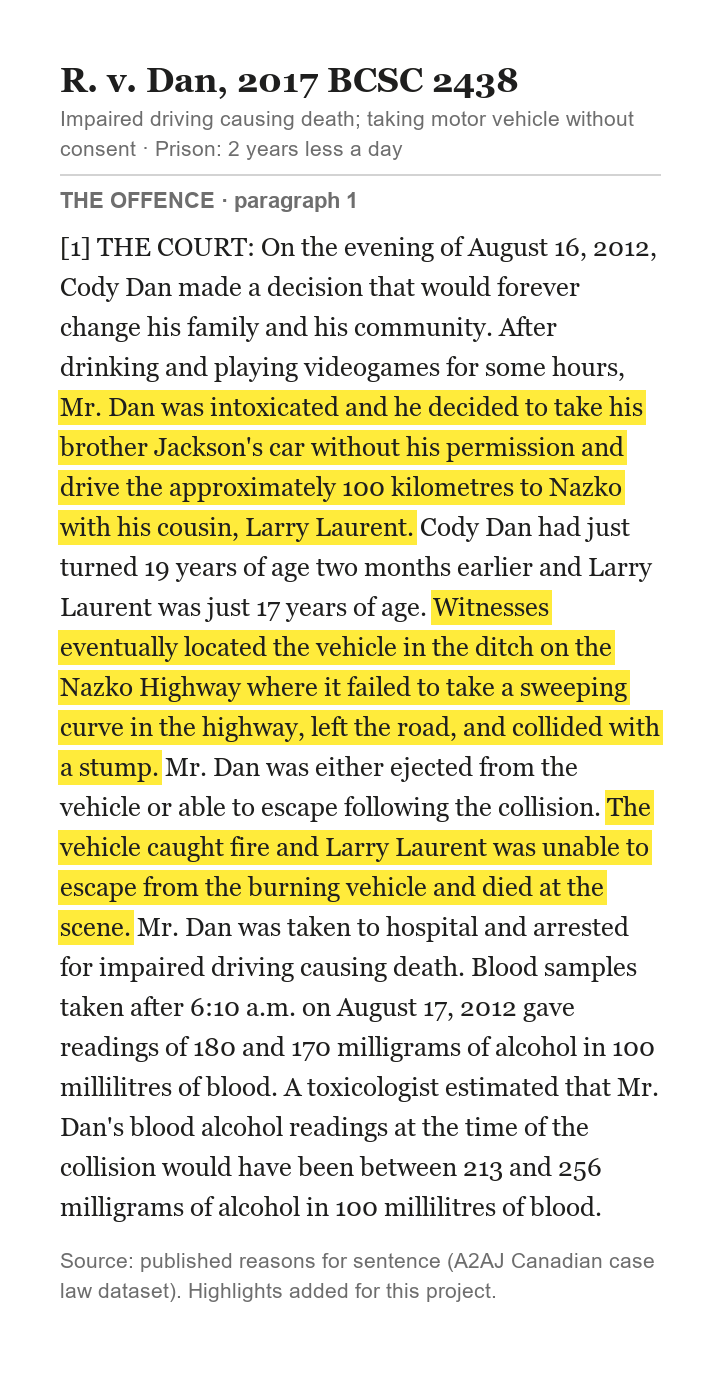 R. v. Dan, 2017 BCSC 2438
Impaired driving causing death; taking motor vehicle without
consent · Prison: 2 years less a day
THE OFFENCE · paragraph 1
[1] THE COURT: On the evening of August 16, 2012,
Cody Dan made a decision that would forever
change his family and his community. After
drinking and playing videogames for some hours,
Mr. Dan was intoxicated and he decided to take his
brother Jackson's car without his permission and
drive the approximately 100 kilometres to Nazko
with his cousin, Larry Laurent. Cody Dan had just
turned 19 years of age two months earlier and Larry
Laurent was just 17 years of age. Witnesses
eventually located the vehicle in the ditch on the
Nazko Highway where it failed to take a sweeping
curve in the highway, left the road, and collided with
a stump. Mr. Dan was either ejected from the
vehicle or able to escape following the collision. The
vehicle caught fire and Larry Laurent was unable to
escape from the burning vehicle and died at the
scene. Mr. Dan was taken to hospital and arrested
for impaired driving causing death. Blood samples
taken after 6:10 a.m. on August 17, 2012 gave
readings of 180 and 170 milligrams of alcohol in 100
millilitres of blood. A toxicologist estimated that Mr.
Dan's blood alcohol readings at the time of the
collision would have been between 213 and 256
milligrams of alcohol in 100 millilitres of blood.
Source: published reasons for sentence (A2AJ Canadian case
law dataset). Highlights added for this project.